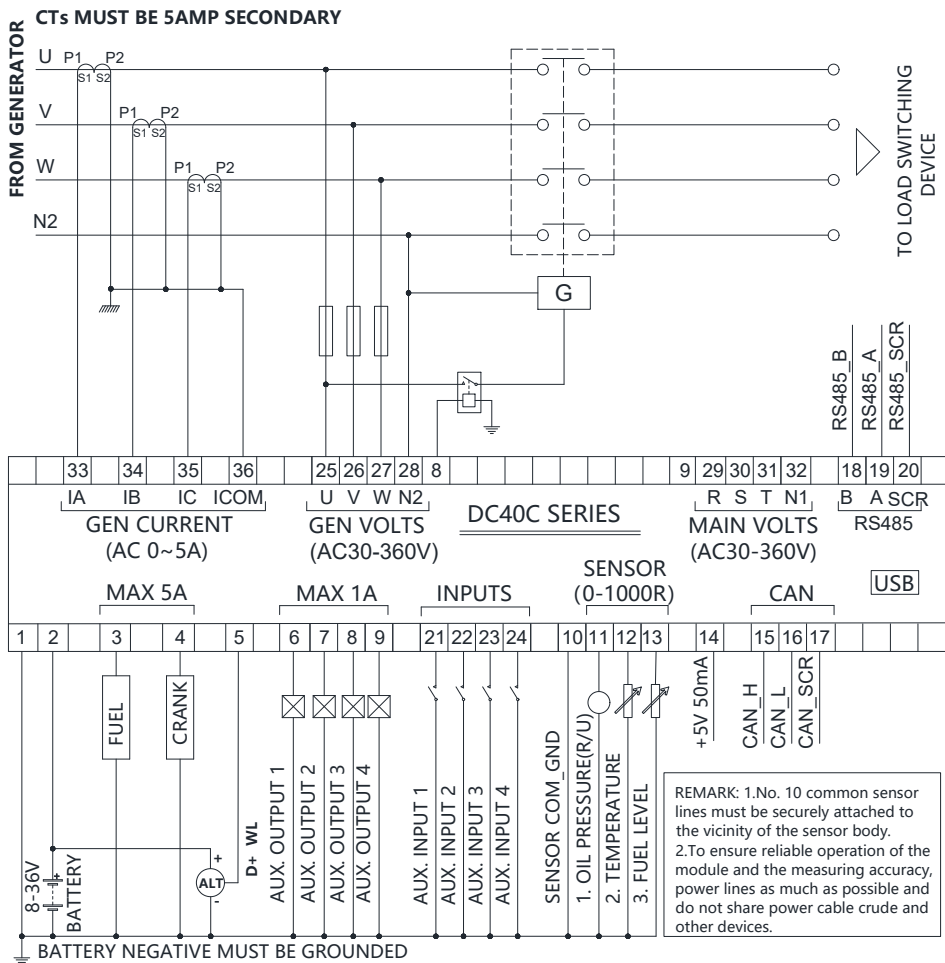 CTs MUST BE 5AMP SECONDARY
FROM GENERATOR
U P1 P2
S1 S2
V P1 P2
S1 S2
W P1 P2
S1 S2
N2
G
TO LOAD SWITCHING
DEVICE
RS485_B
RS485_A
RS485_SCR
33 34 35 36 25 26 27 28 8 9 29 30 31 32 18 19 20
IA IB IC ICOM U V W N2 R S T N1 B A SCR
GEN CURRENT
(AC 0~5A)
GEN VOLTS
(AC30-360V)
DC40C SERIES
MAIN VOLTS
(AC30-360V)
RS485
SENSOR
(0-1000R)
USB
MAX 5A MAX 1A INPUTS CAN
1 2 3 4 5 6 7 8 9 21 22 23 24 10 11 12 13 14 15 16 17
FUEL
CRANK
8-36V
+
BATTERY
+
ALT
-
D+ WL
AUX. OUTPUT 1
AUX. OUTPUT 2
AUX. OUTPUT 3
AUX. OUTPUT 4
AUX. INPUT 1
AUX. INPUT 2
AUX. INPUT 3
AUX. INPUT 4
SENSOR COM_GND
1. OIL PRESSURE(R/U)
2. TEMPERATURE
3. FUEL LEVEL
+5V 50mA
CAN_H
CAN_L
CAN_SCR
REMARK: 1.No. 10 common sensor
lines must be securely attached to
the vicinity of the sensor body.
2.To ensure reliable operation of the
module and the measuring accuracy,
power lines as much as possible and
do not share power cable crude and
other devices.
BATTERY NEGATIVE MUST BE GROUNDED